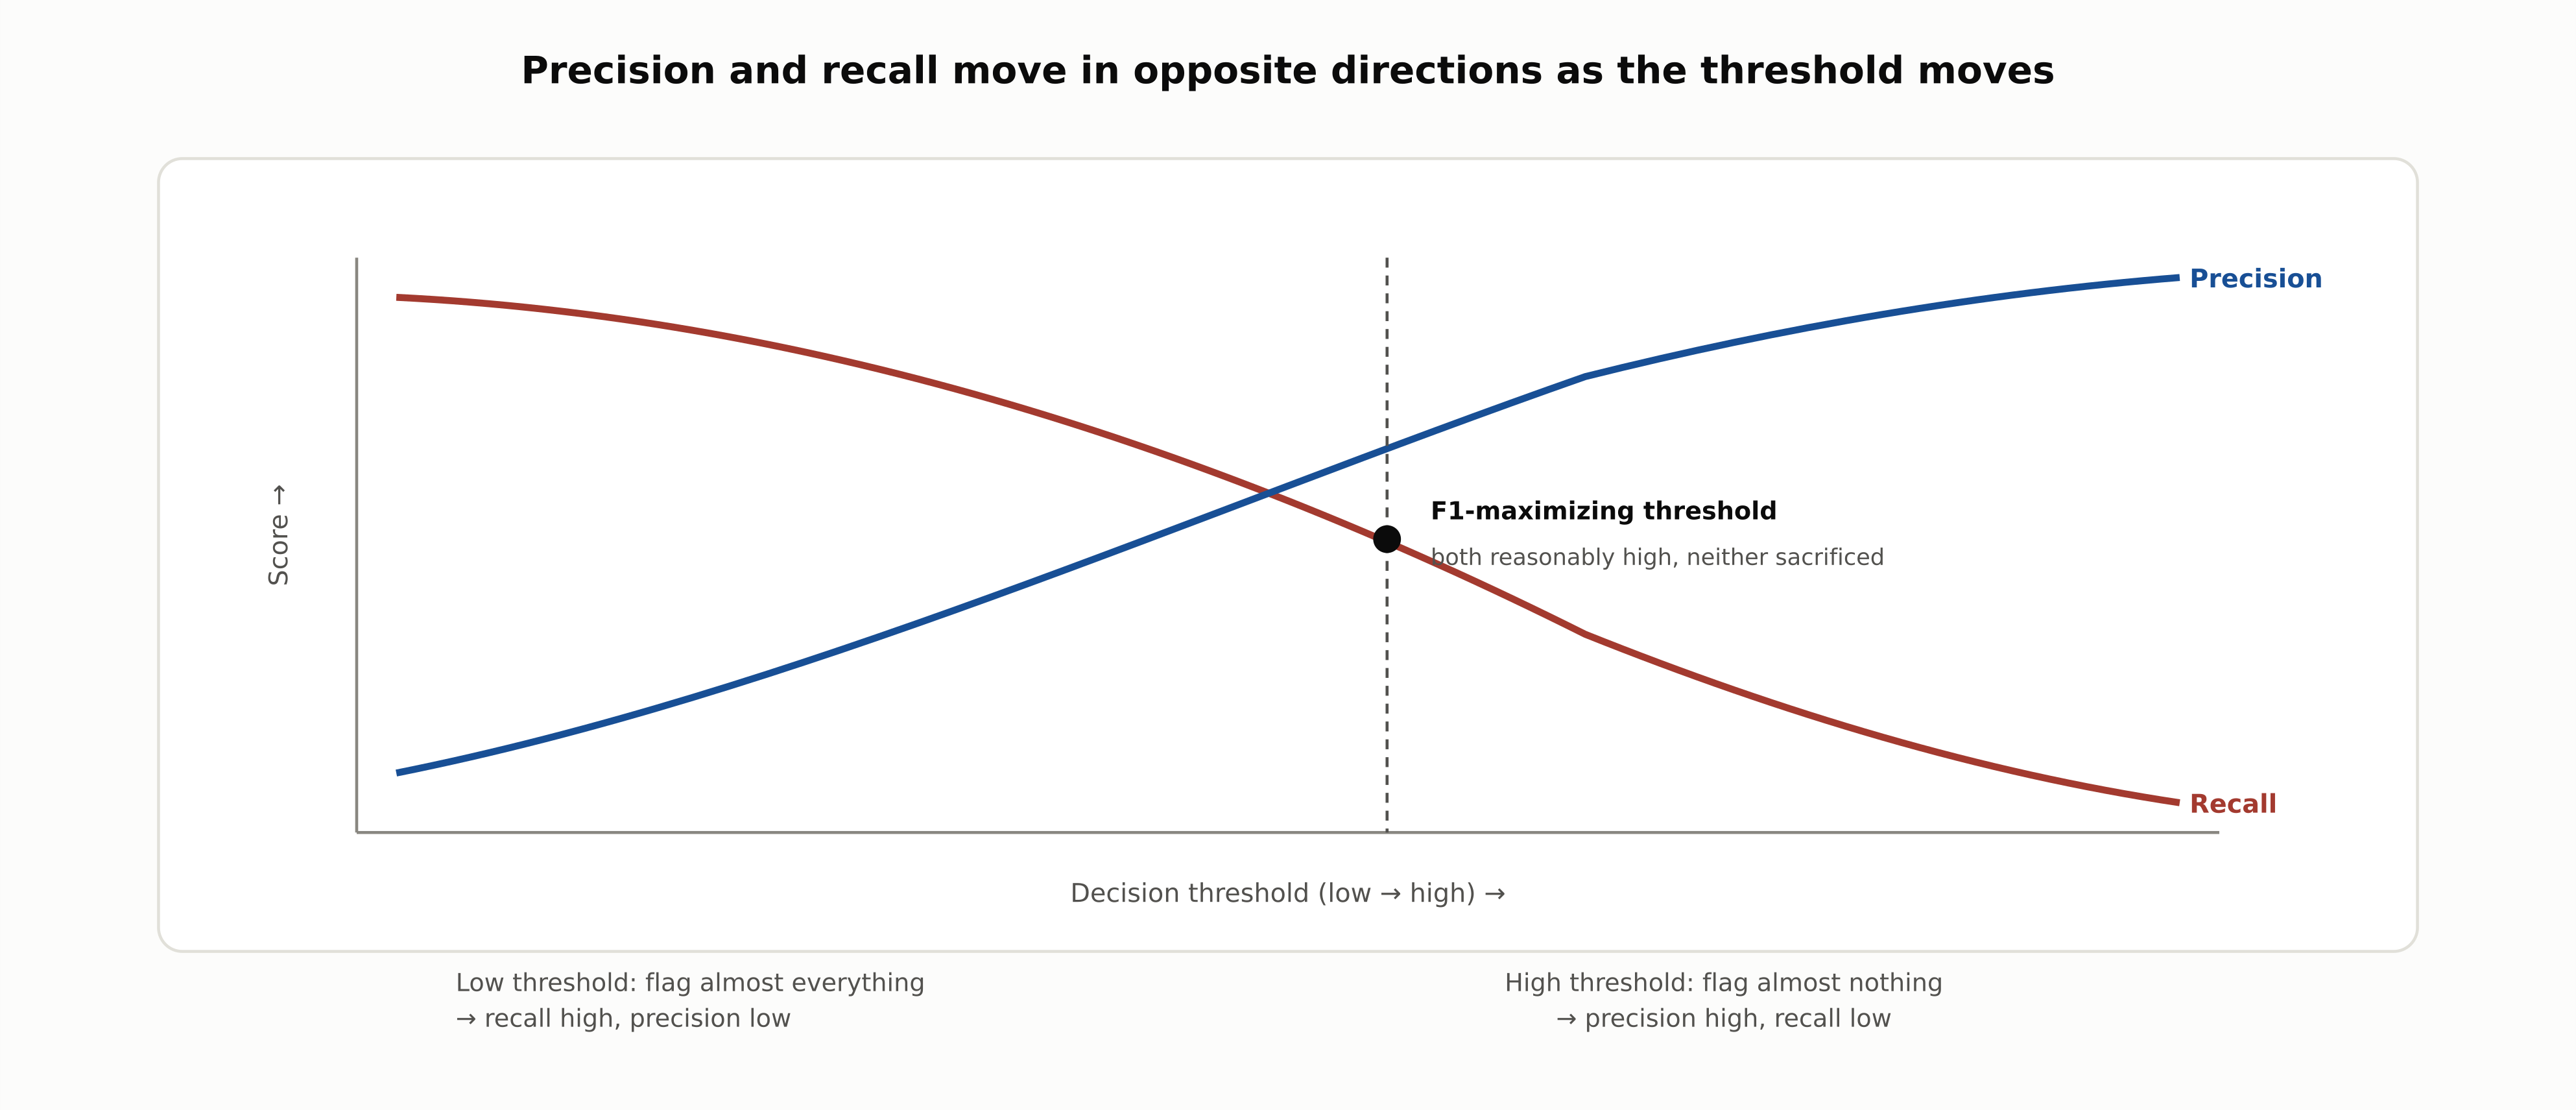 Precision and recall move in opposite directions as the threshold moves
Precision
Score →
F1-maximizing threshold
both reasonably high, neither sacrificed
Recall
Decision threshold (low → high) →
Low threshold: flag almost everything
→ recall high, precision low
High threshold: flag almost nothing
→ precision high, recall low